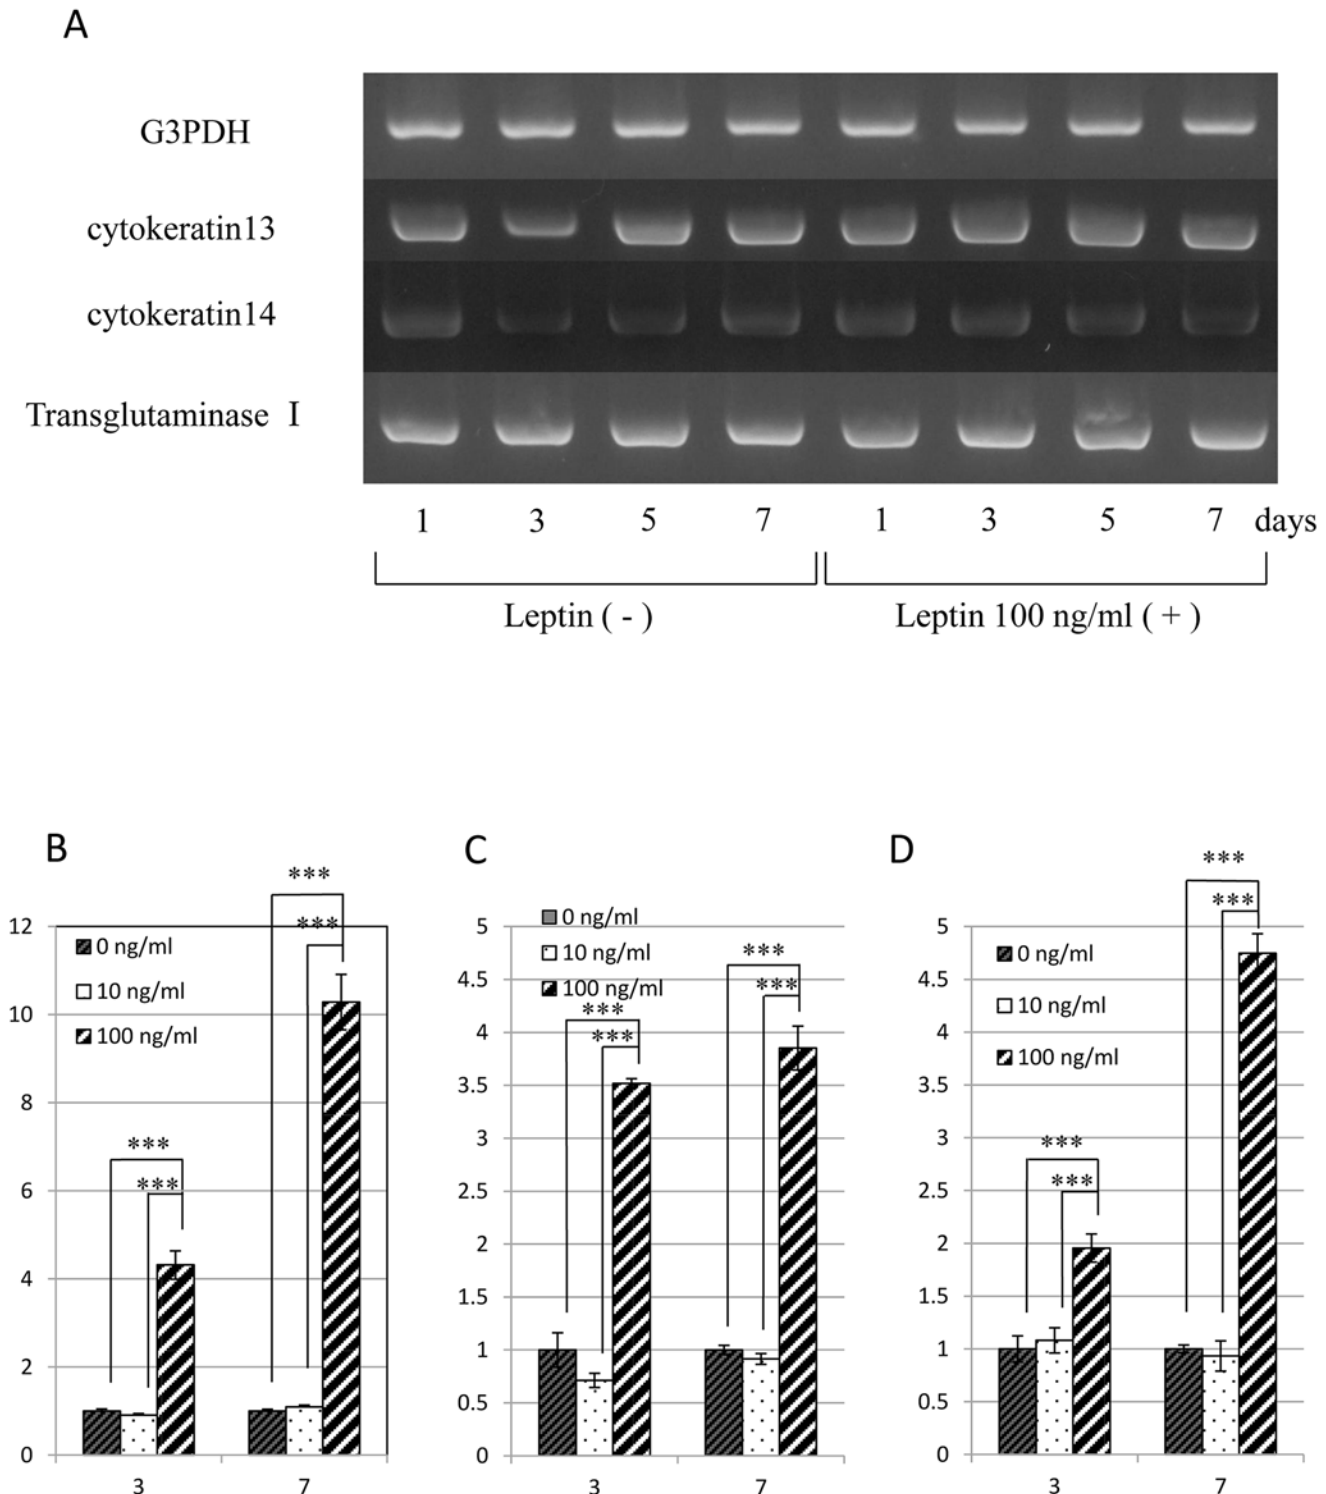 A
G3PDH
cytokeratin13
cytokeratin14
Transglutaminase I
1 3 5 7 1 3 5 7 days
Leptin ( - ) Leptin 100 ng/ml ( + )
B
***
***
12
10
8
6
4
2
0
0 ng/ml
10 ng/ml
100 ng/ml
***
***
3 7
C
0 ng/ml
10 ng/ml
100 ng/ml
5
4.5
4
3.5
3
2.5
2
1.5
1
0.5
0
***
***
***
***
3 7
D
***
***
5
4.5
4
3.5
3
2.5
2
1.5
1
0.5
0
0 ng/ml
10 ng/ml
100 ng/ml
***
***
3 7